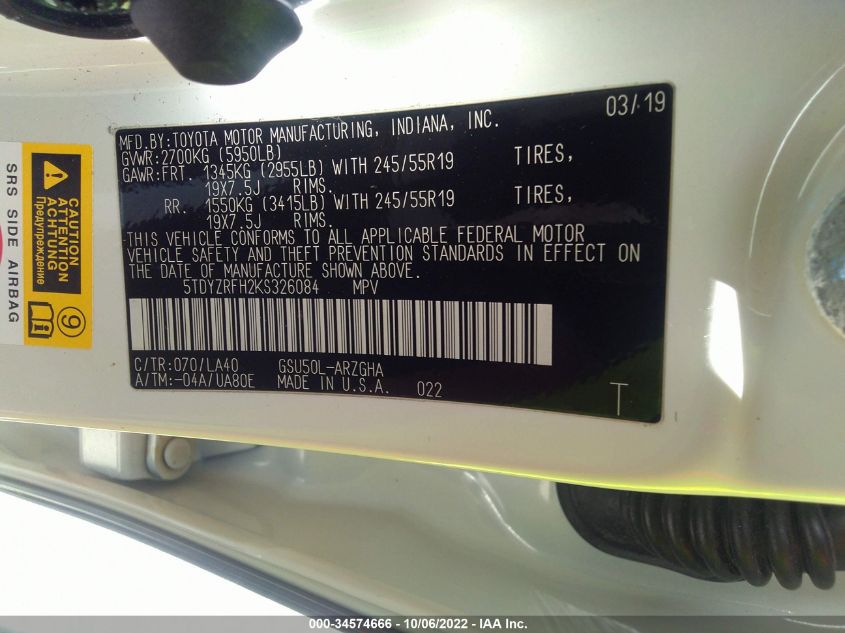 03/19
MFD.BY:TOYOTA MOTOR MANUFACTURING, INDIANA, INC.
GVWR:2700KG (5950LB)
GAWR:FRT. 1345KG (2955LB) WITH 245/55R19 TIRES,
19X7.5J RIMS.
RR. 1550KG (3415LB) WITH 245/55R19 TIRES,
19X7.5J RIMS.
THIS VEHICLE CONFORMS TO ALL APPLICABLE FEDERAL MOTOR
VEHICLE SAFETY AND THEFT PREVENTION STANDARDS IN EFFECT ON
THE DATE OF MANUFACTURE SHOWN ABOVE.
5TDYZRFH2KS326084 MPV
C/TR:070/LA40 GSU50L-ARZGHA
A/TM:-04A/UA80E MADE IN U.S.A. 022
T
SRS SIDE AIRBAG
CAUTION
ATTENTION
ACHTUNG
Предупреждение
9
000-34574666 - 10/06/2022 - IAA Inc.